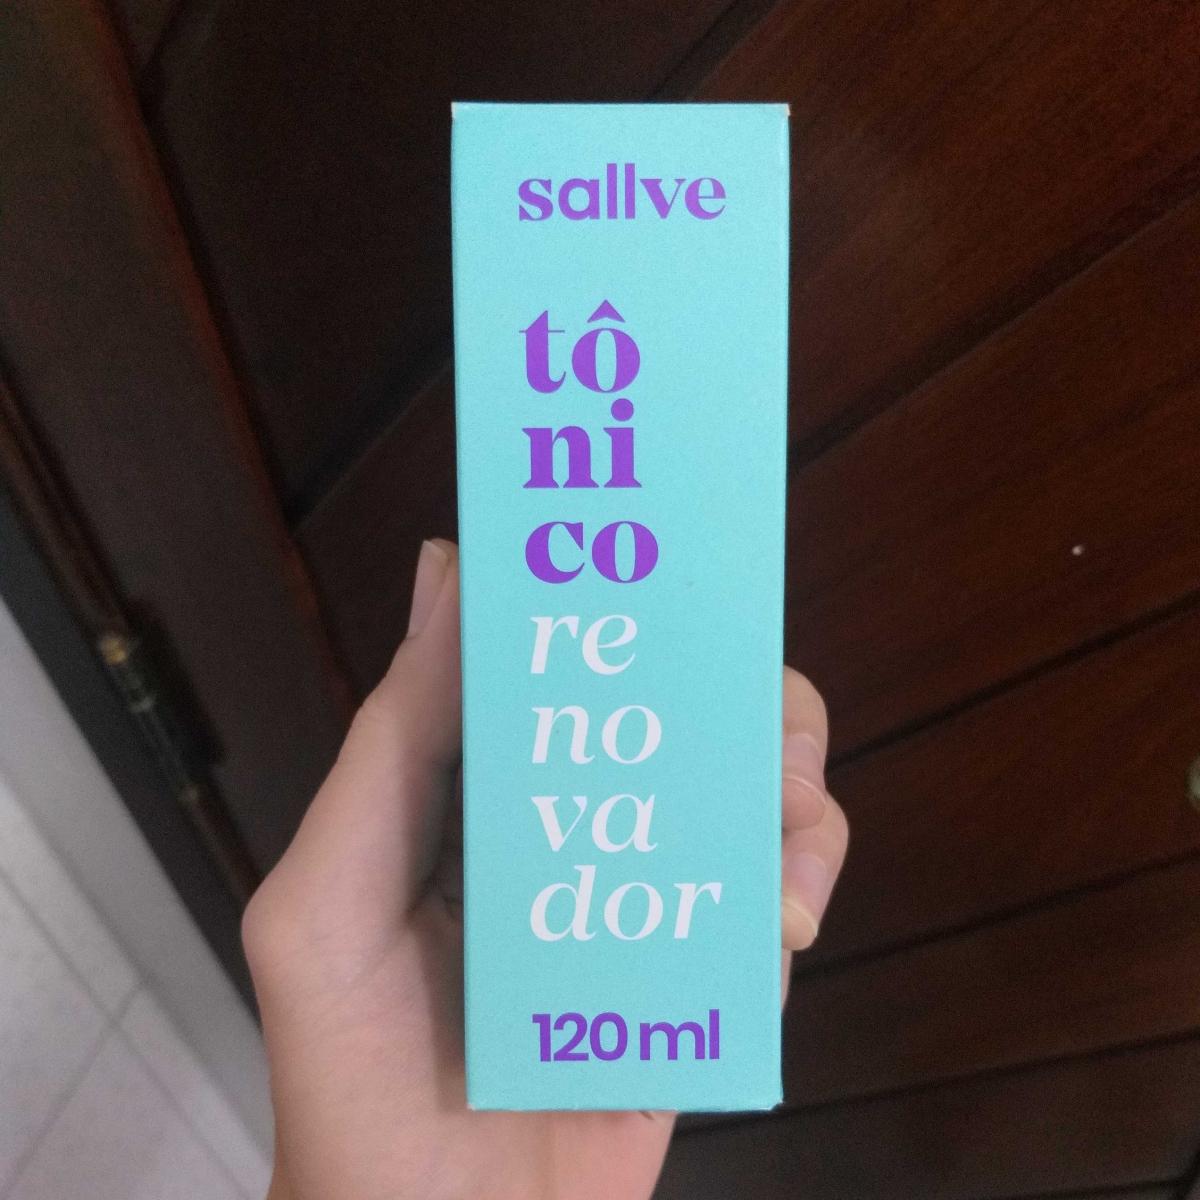 sallve
tô
ni
co
re
no
va
dor
120 ml